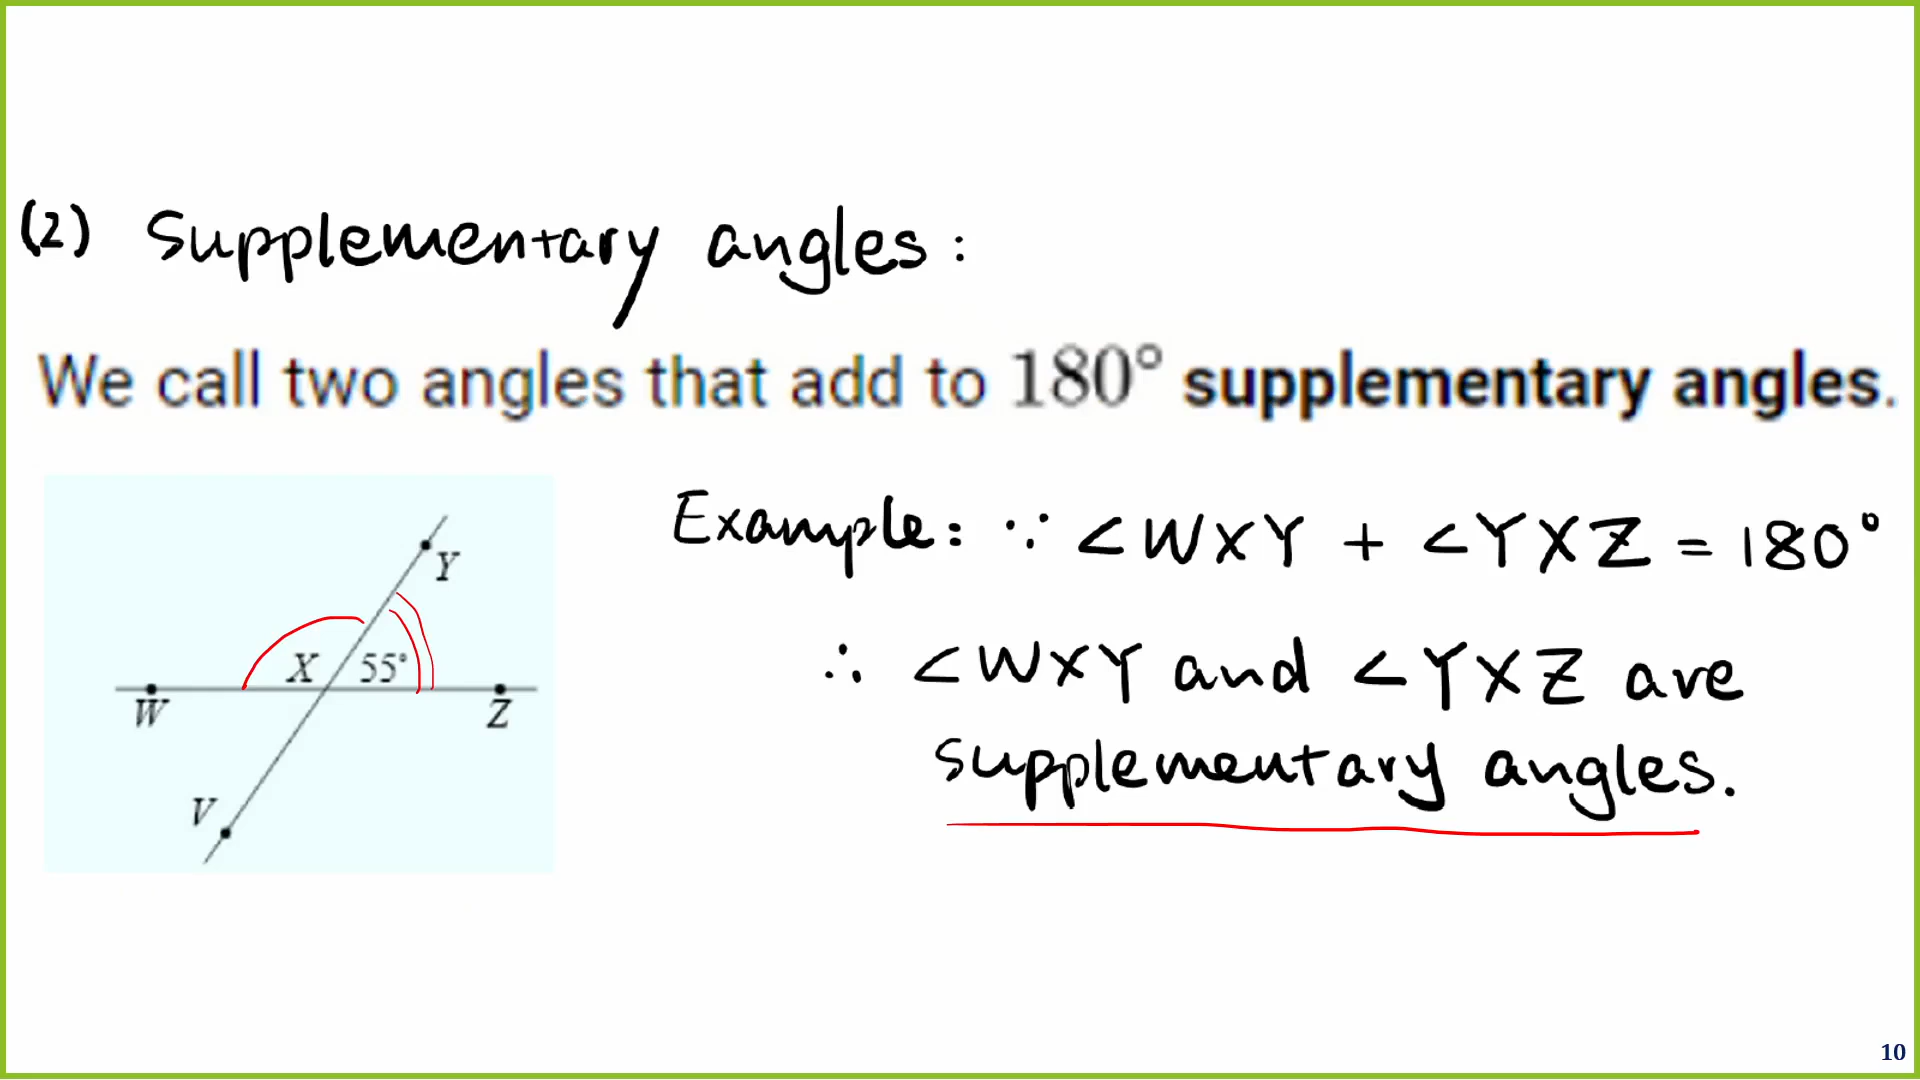 (2) Supplementary angles:
We call two angles that add to 180° supplementary angles.
Example: ∵ ∠WXY + ∠YXZ = 180°
∴ ∠WXY and ∠YXZ are
supplementary angles.
Y
X 55°
W Z
V
10